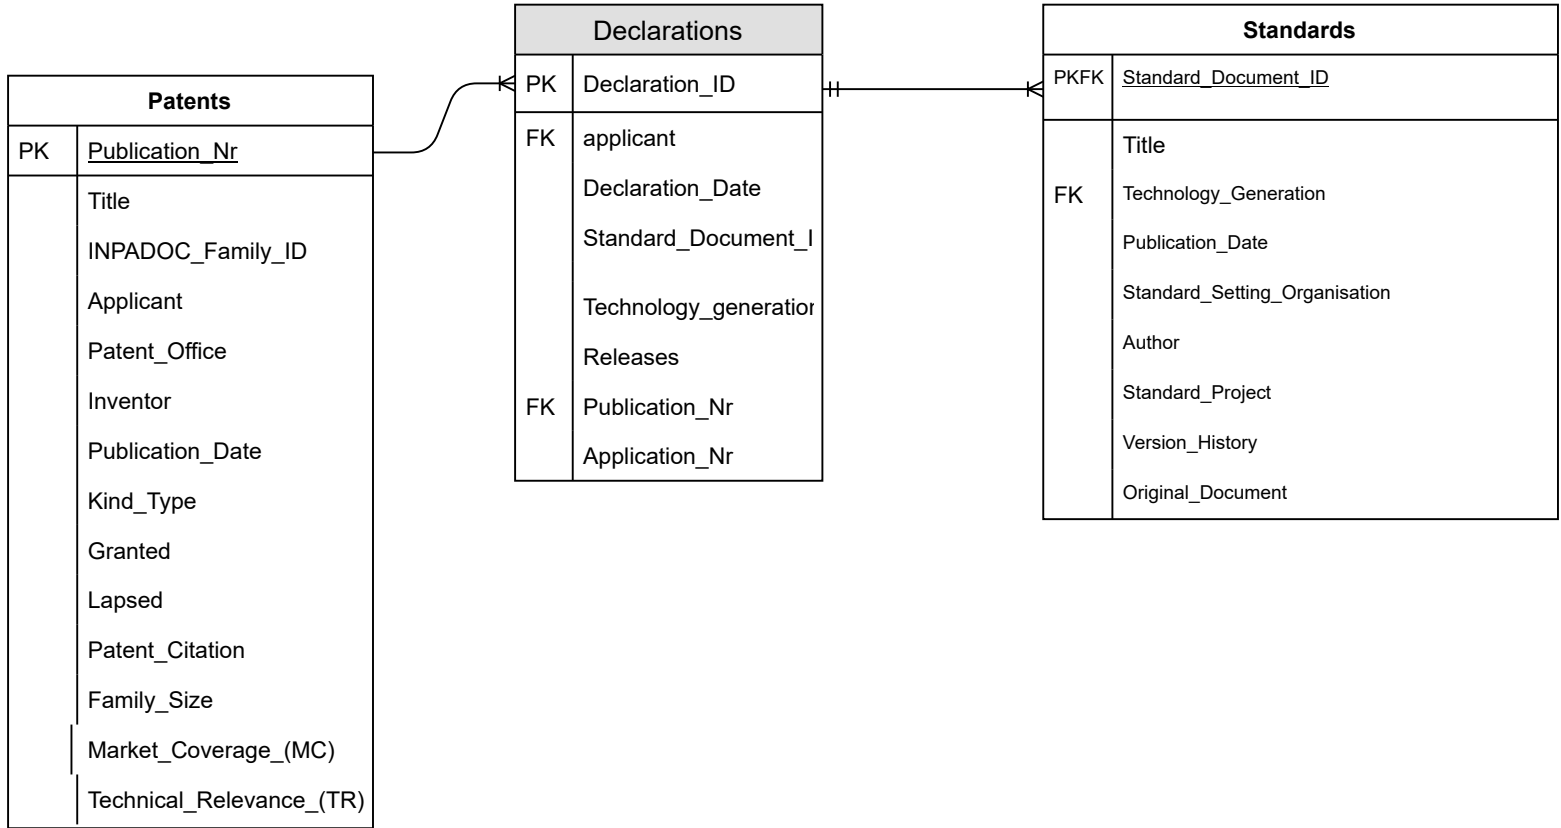 Patents
PK Publication_Nr
Title
INPADOC_Family_ID
Applicant
Patent_Office
Inventor
Publication_Date
Kind_Type
Granted
Lapsed
Patent_Citation
Family_Size
Market_Coverage_(MC)
Technical_Relevance_(TR)
Declarations
PK Declaration_ID
FK applicant
Declaration_Date
Standard_Document_I
Technology_generation
Releases
FK Publication_Nr
Application_Nr
Standards
PKFK Standard_Document_ID
Title
FK Technology_Generation
Publication_Date
Standard_Setting_Organisation
Author
Standard_Project
Version_History
Original_Document